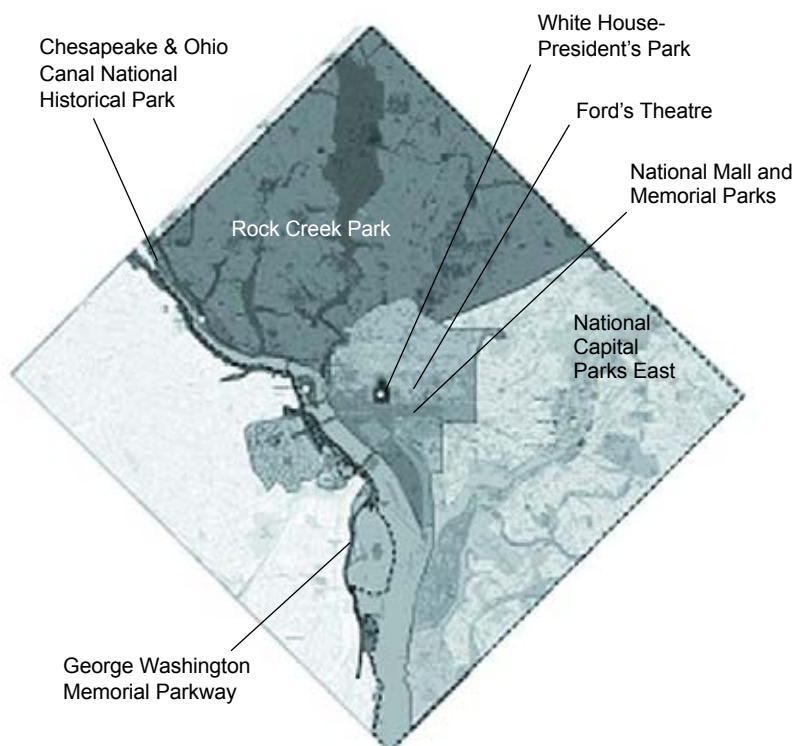 White House-
President's Park
Chesapeake & Ohio
Canal National
Historical Park
Ford's Theatre
National Mall and
Memorial Parks
Rock Creek Park
National
Capital
Parks East
George Washington
Memorial Parkway